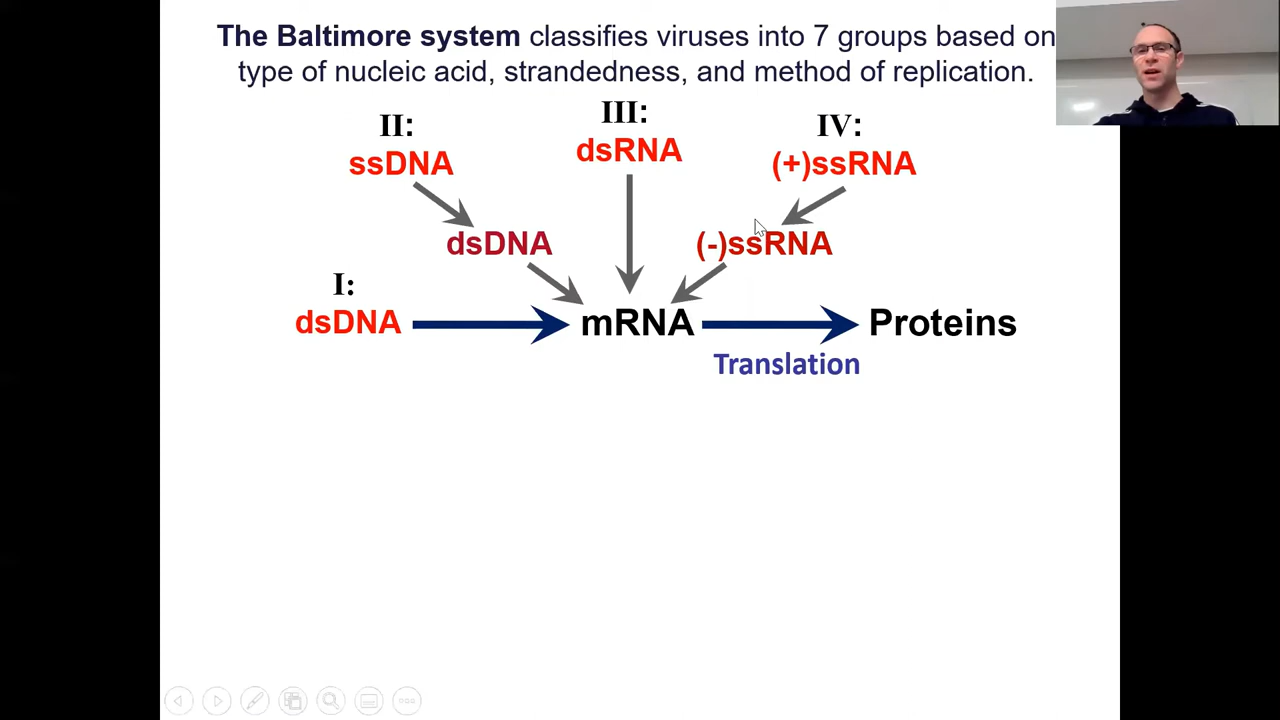 The Baltimore system classifies viruses into 7 groups based on
type of nucleic acid, strandedness, and method of replication.
II:
ssDNA
III:
dsRNA
IV:
(+)ssRNA
dsDNA
(-)ssRNA
I:
dsDNA
mRNA
Proteins
Translation